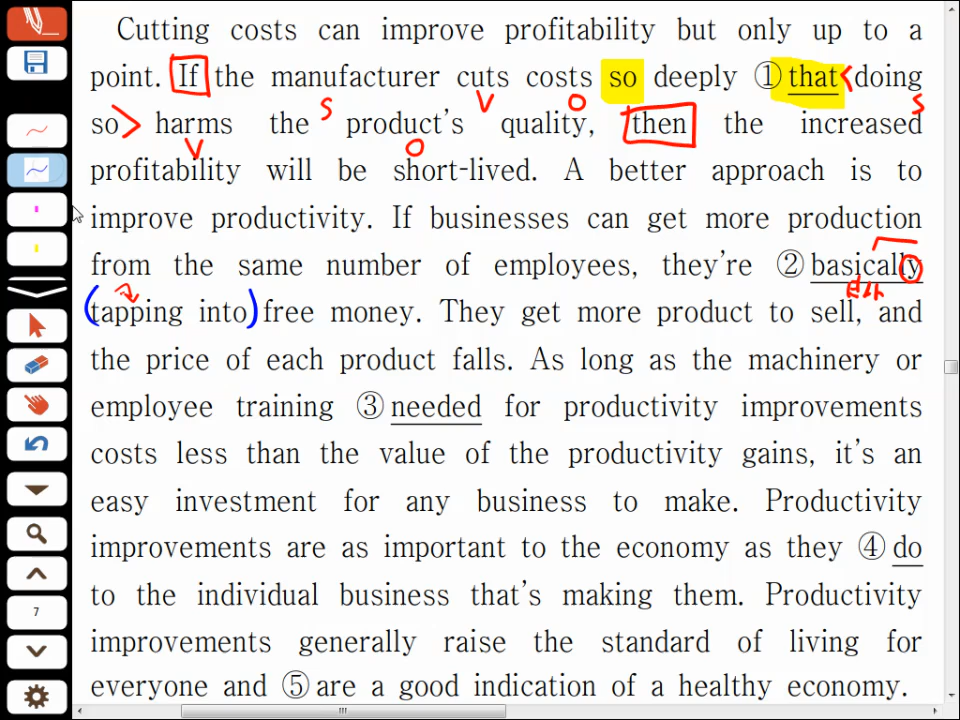 Cutting costs can improve profitability but only up to a
point. If the manufacturer cuts costs so deeply ① that < doing
so > harms the product's quality, then the increased
S V O S
V O
profitability will be short-lived. A better approach is to
improve productivity. If businesses can get more production
from the same number of employees, they're ② basically
(tapping into) free money. They get more product to sell, and
the price of each product falls. As long as the machinery or
employee training ③ needed for productivity improvements
costs less than the value of the productivity gains, it's an
easy investment for any business to make. Productivity
improvements are as important to the economy as they ④ do
to the individual business that's making them. Productivity
improvements generally raise the standard of living for
everyone and ⑤ are a good indication of a healthy economy.
7